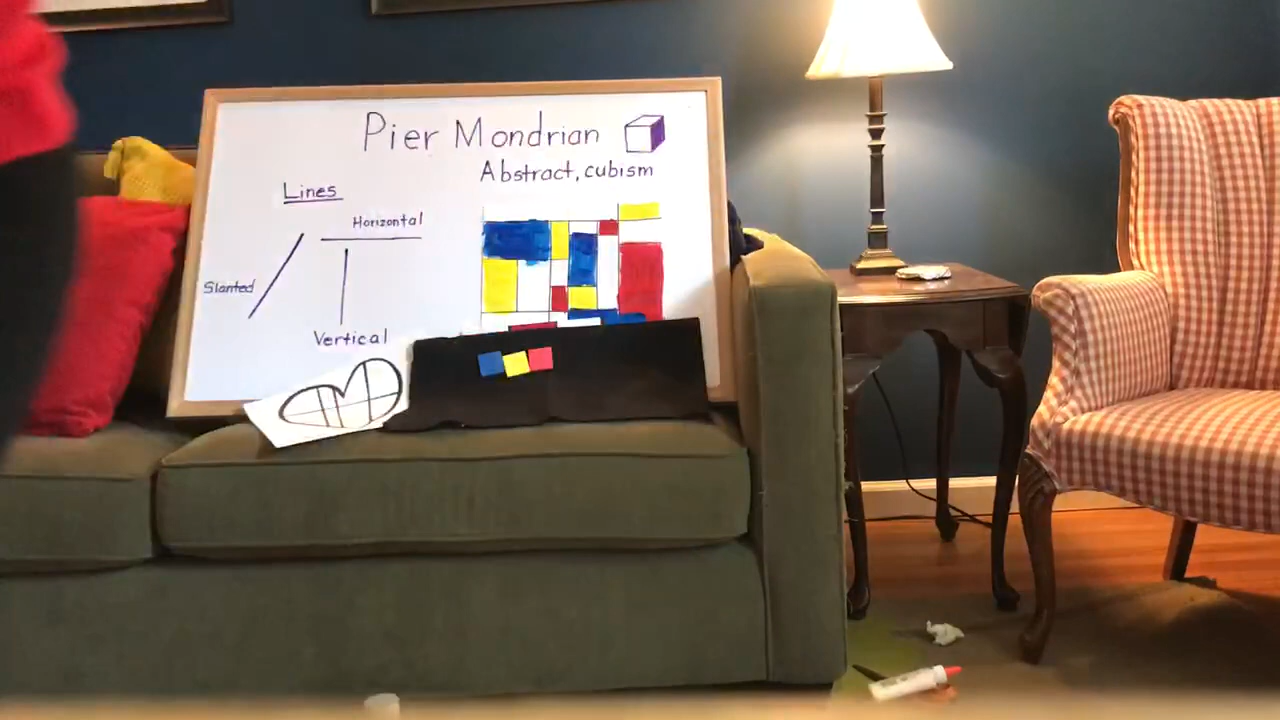 Pier Mondrian
Abstract, cubism
Lines
Horizontal
Slanted
Vertical